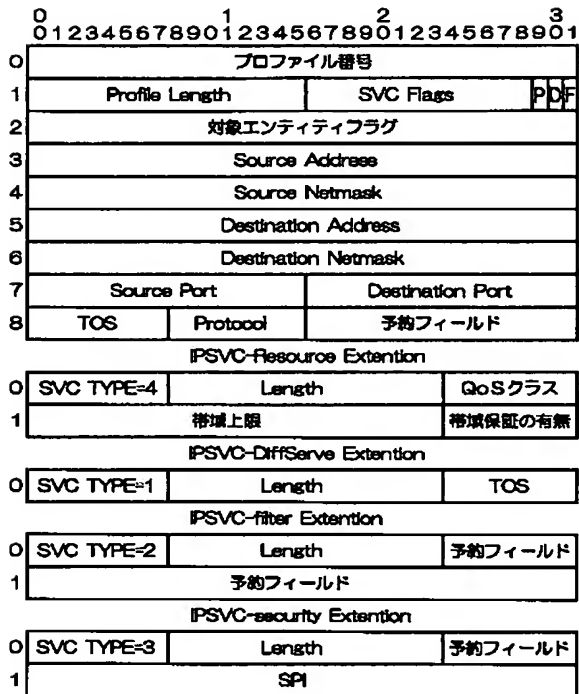 0 1 2 3
0 1 2 3 4 5 6 7 8 9 0 1 2 3 4 5 6 7 8 9 0 1 2 3 4 5 6 7 8 9 0 1
0 プロファイル番号
1 Profile Length SVC Flags P D F
2 対象エンティティフラグ
3 Source Address
4 Source Netmask
5 Destination Address
6 Destination Netmask
7 Source Port Destination Port
8 TOS Protocol 予約フィールド
IPSVC-Resource Extention
0 SVC TYPE=4 Length QoSクラス
1 帯域上限 帯域保証の有無
IPSVC-DiffServe Extention
0 SVC TYPE=1 Length TOS
IPSVC-filter Extention
0 SVC TYPE=2 Length 予約フィールド
1 予約フィールド
IPSVC-security Extention
0 SVC TYPE=3 Length 予約フィールド
1 SPI